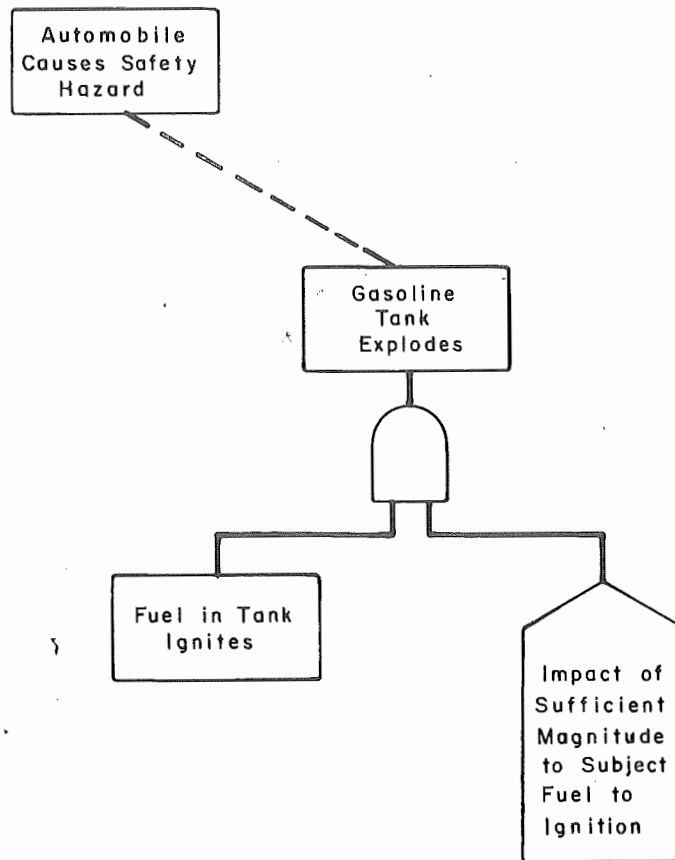 Automobile
Causes Safety
Hazard
Gasoline
Tank
Explodes
Fuel in Tank
Ignites
Impact of
Sufficient
Magnitude
to Subject
Fuel to
Ignition